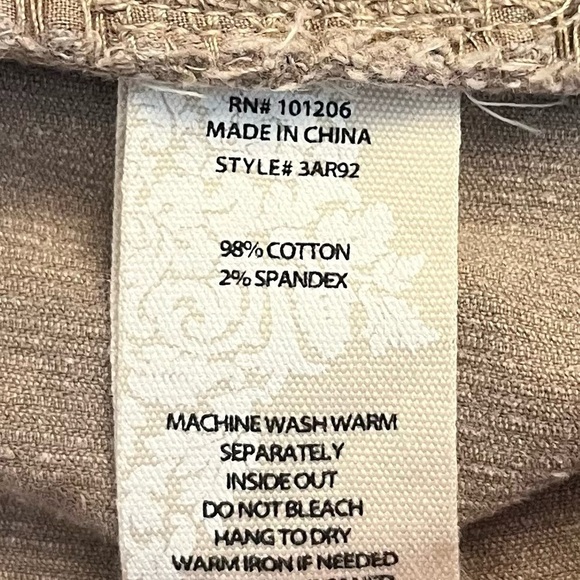 RN# 101206
MADE IN CHINA
STYLE# 3AR92
98% COTTON
2% SPANDEX
MACHINE WASH WARM
SEPARATELY
INSIDE OUT
DO NOT BLEACH
HANG TO DRY
WARM IRON IF NEEDED